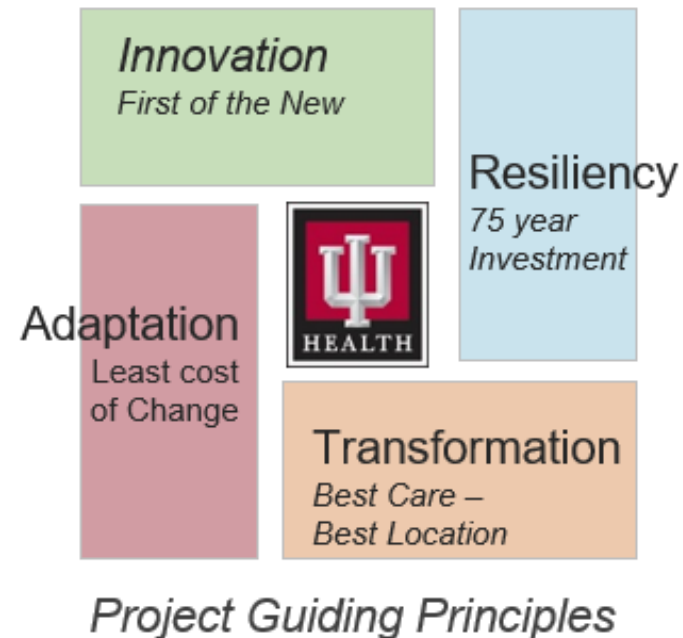 Innovation
First of the New
Resiliency
75 year
Investment
HEALTH
Adaptation
Least cost
of Change
Transformation
Best Care –
Best Location
Project Guiding Principles